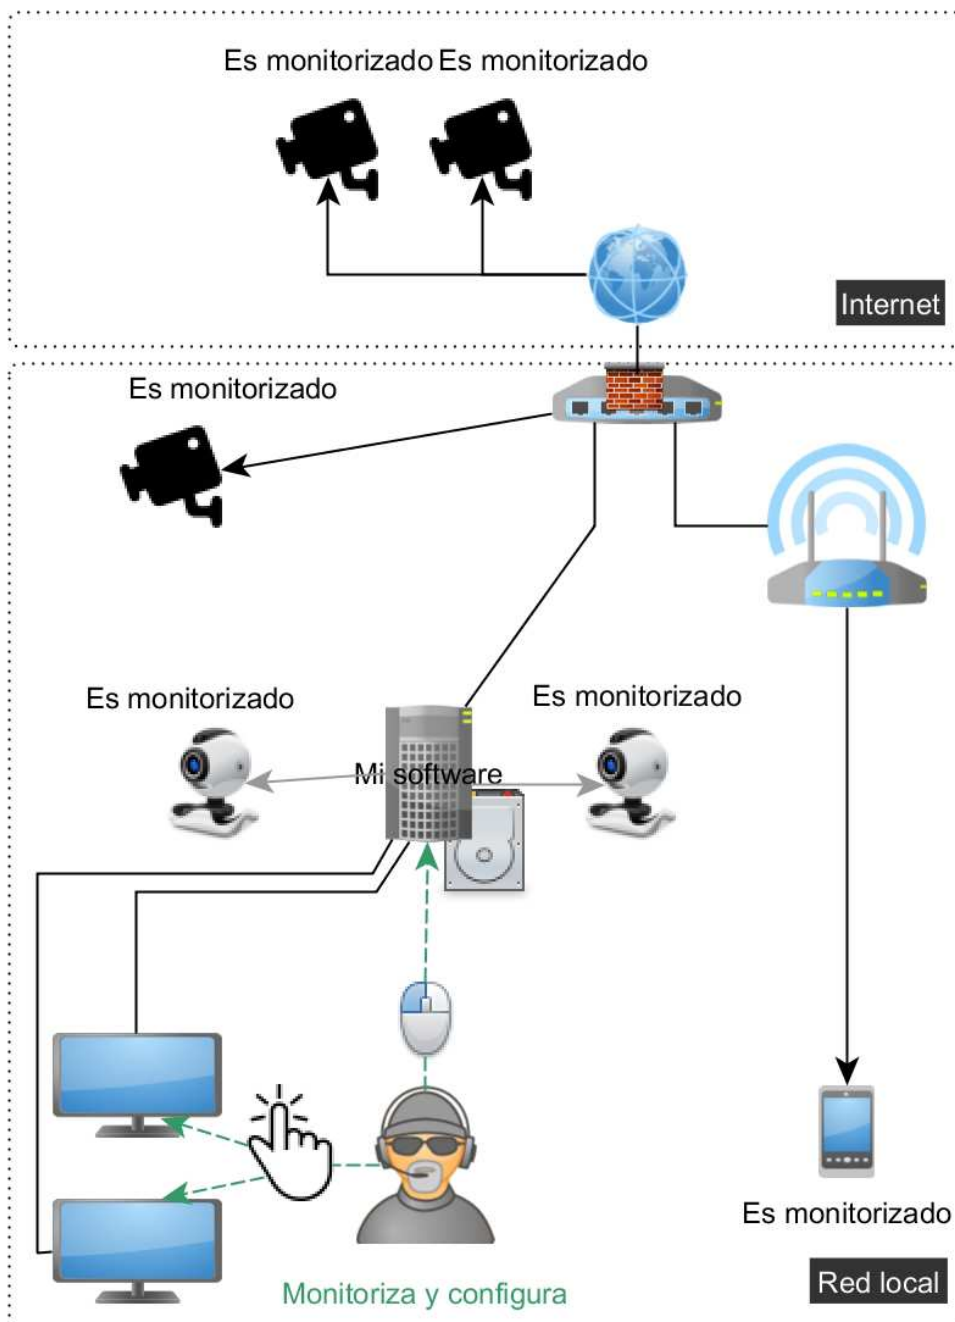 Es monitorizado Es monitorizado
Internet
Es monitorizado
Es monitorizado
Es monitorizado
Mi software
Es monitorizado
Monitoriza y configura
Red local